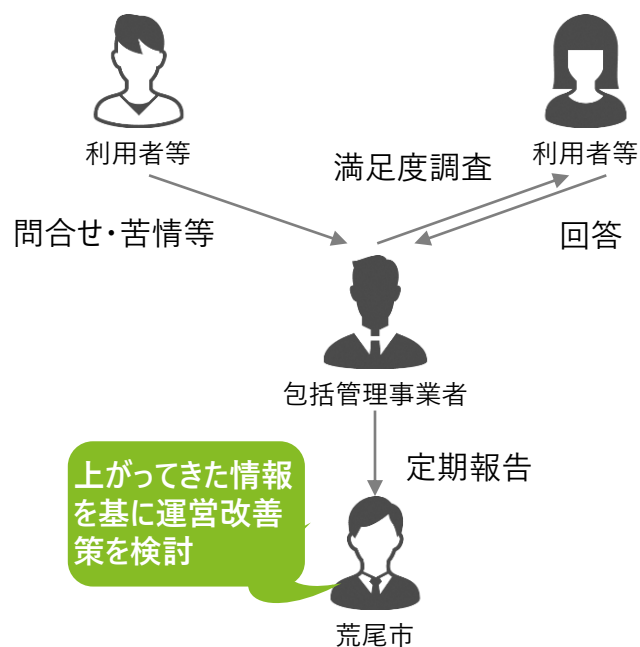 利用者等
利用者等
満足度調査
問合せ・苦情等
回答
包括管理事業者
定期報告
上がってきた情報
を基に運営改善
策を検討
荒尾市